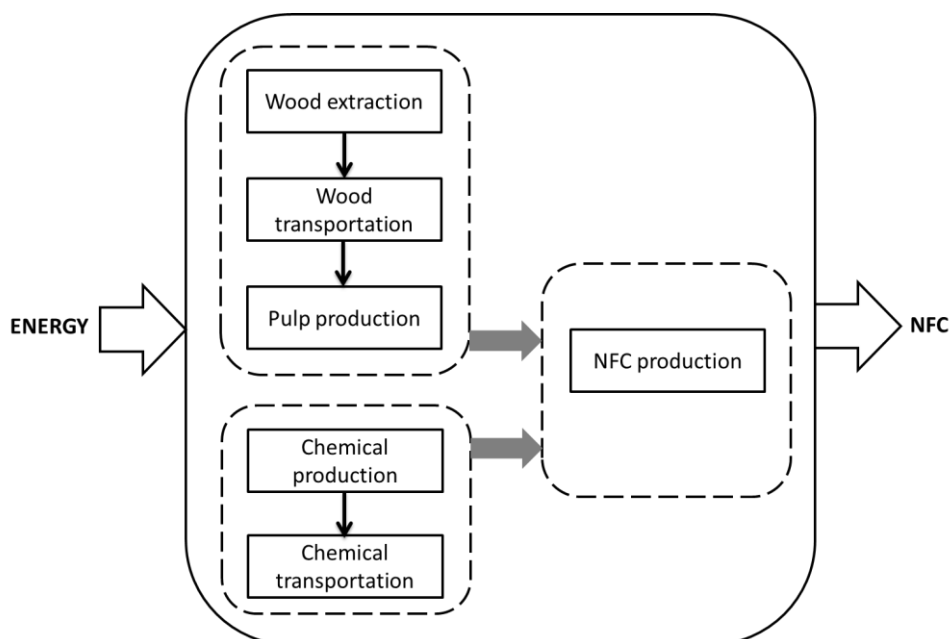 Wood extraction
Wood
transportation
Pulp production
ENERGY
NFC production
NFC
Chemical
production
Chemical
transportation